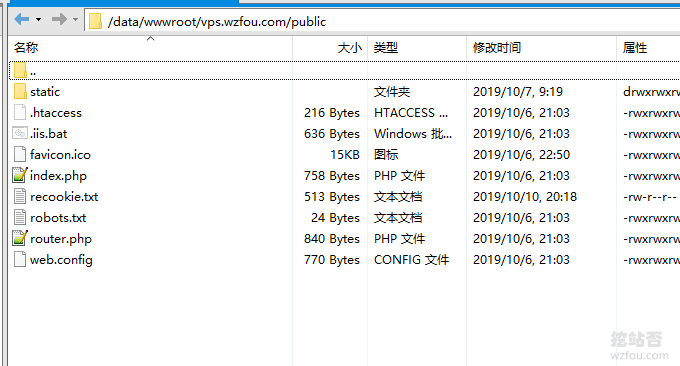 /data/wwwroot/vps.wzfou.com/public
名称 大小 类型 修改时间 属性
..
static 文件夹 2019/10/7, 9:19 drwxrwxrw
.htaccess 216 Bytes HTACCESS ... 2019/10/6, 21:03 -rwxrwxrw
.iis.bat 636 Bytes Windows 批... 2019/10/6, 21:03 -rwxrwxrw
favicon.ico 15KB 图标 2019/10/6, 22:50 -rwxrwxrw
index.php 758 Bytes PHP 文件 2019/10/6, 21:03 -rwxrwxrw
recookie.txt 513 Bytes 文本文档 2019/10/10, 20:18 -rw-r--r--
robots.txt 24 Bytes 文本文档 2019/10/6, 21:03 -rwxrwxrw
router.php 840 Bytes PHP 文件 2019/10/6, 21:03 -rwxrwxrw
web.config 770 Bytes CONFIG 文件 2019/10/6, 21:03 -rwxrwxrw
挖站否
wzfou.com